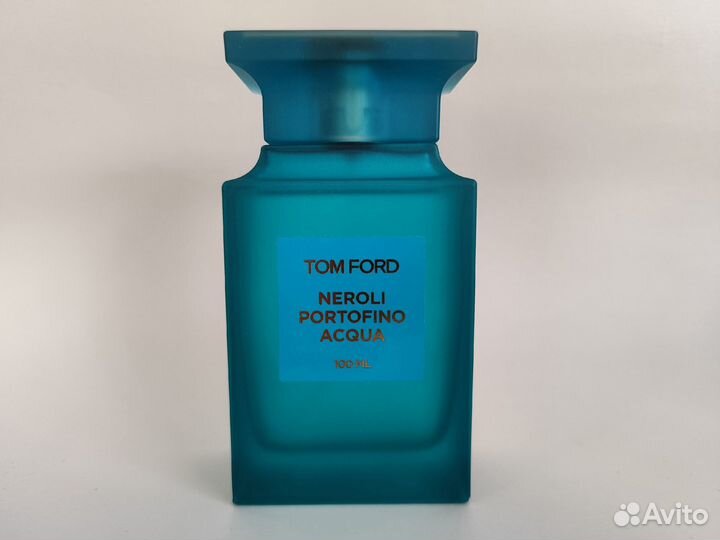 TOM FORD
NEROLI
PORTOFINO
ACQUA
100 ML
Avito